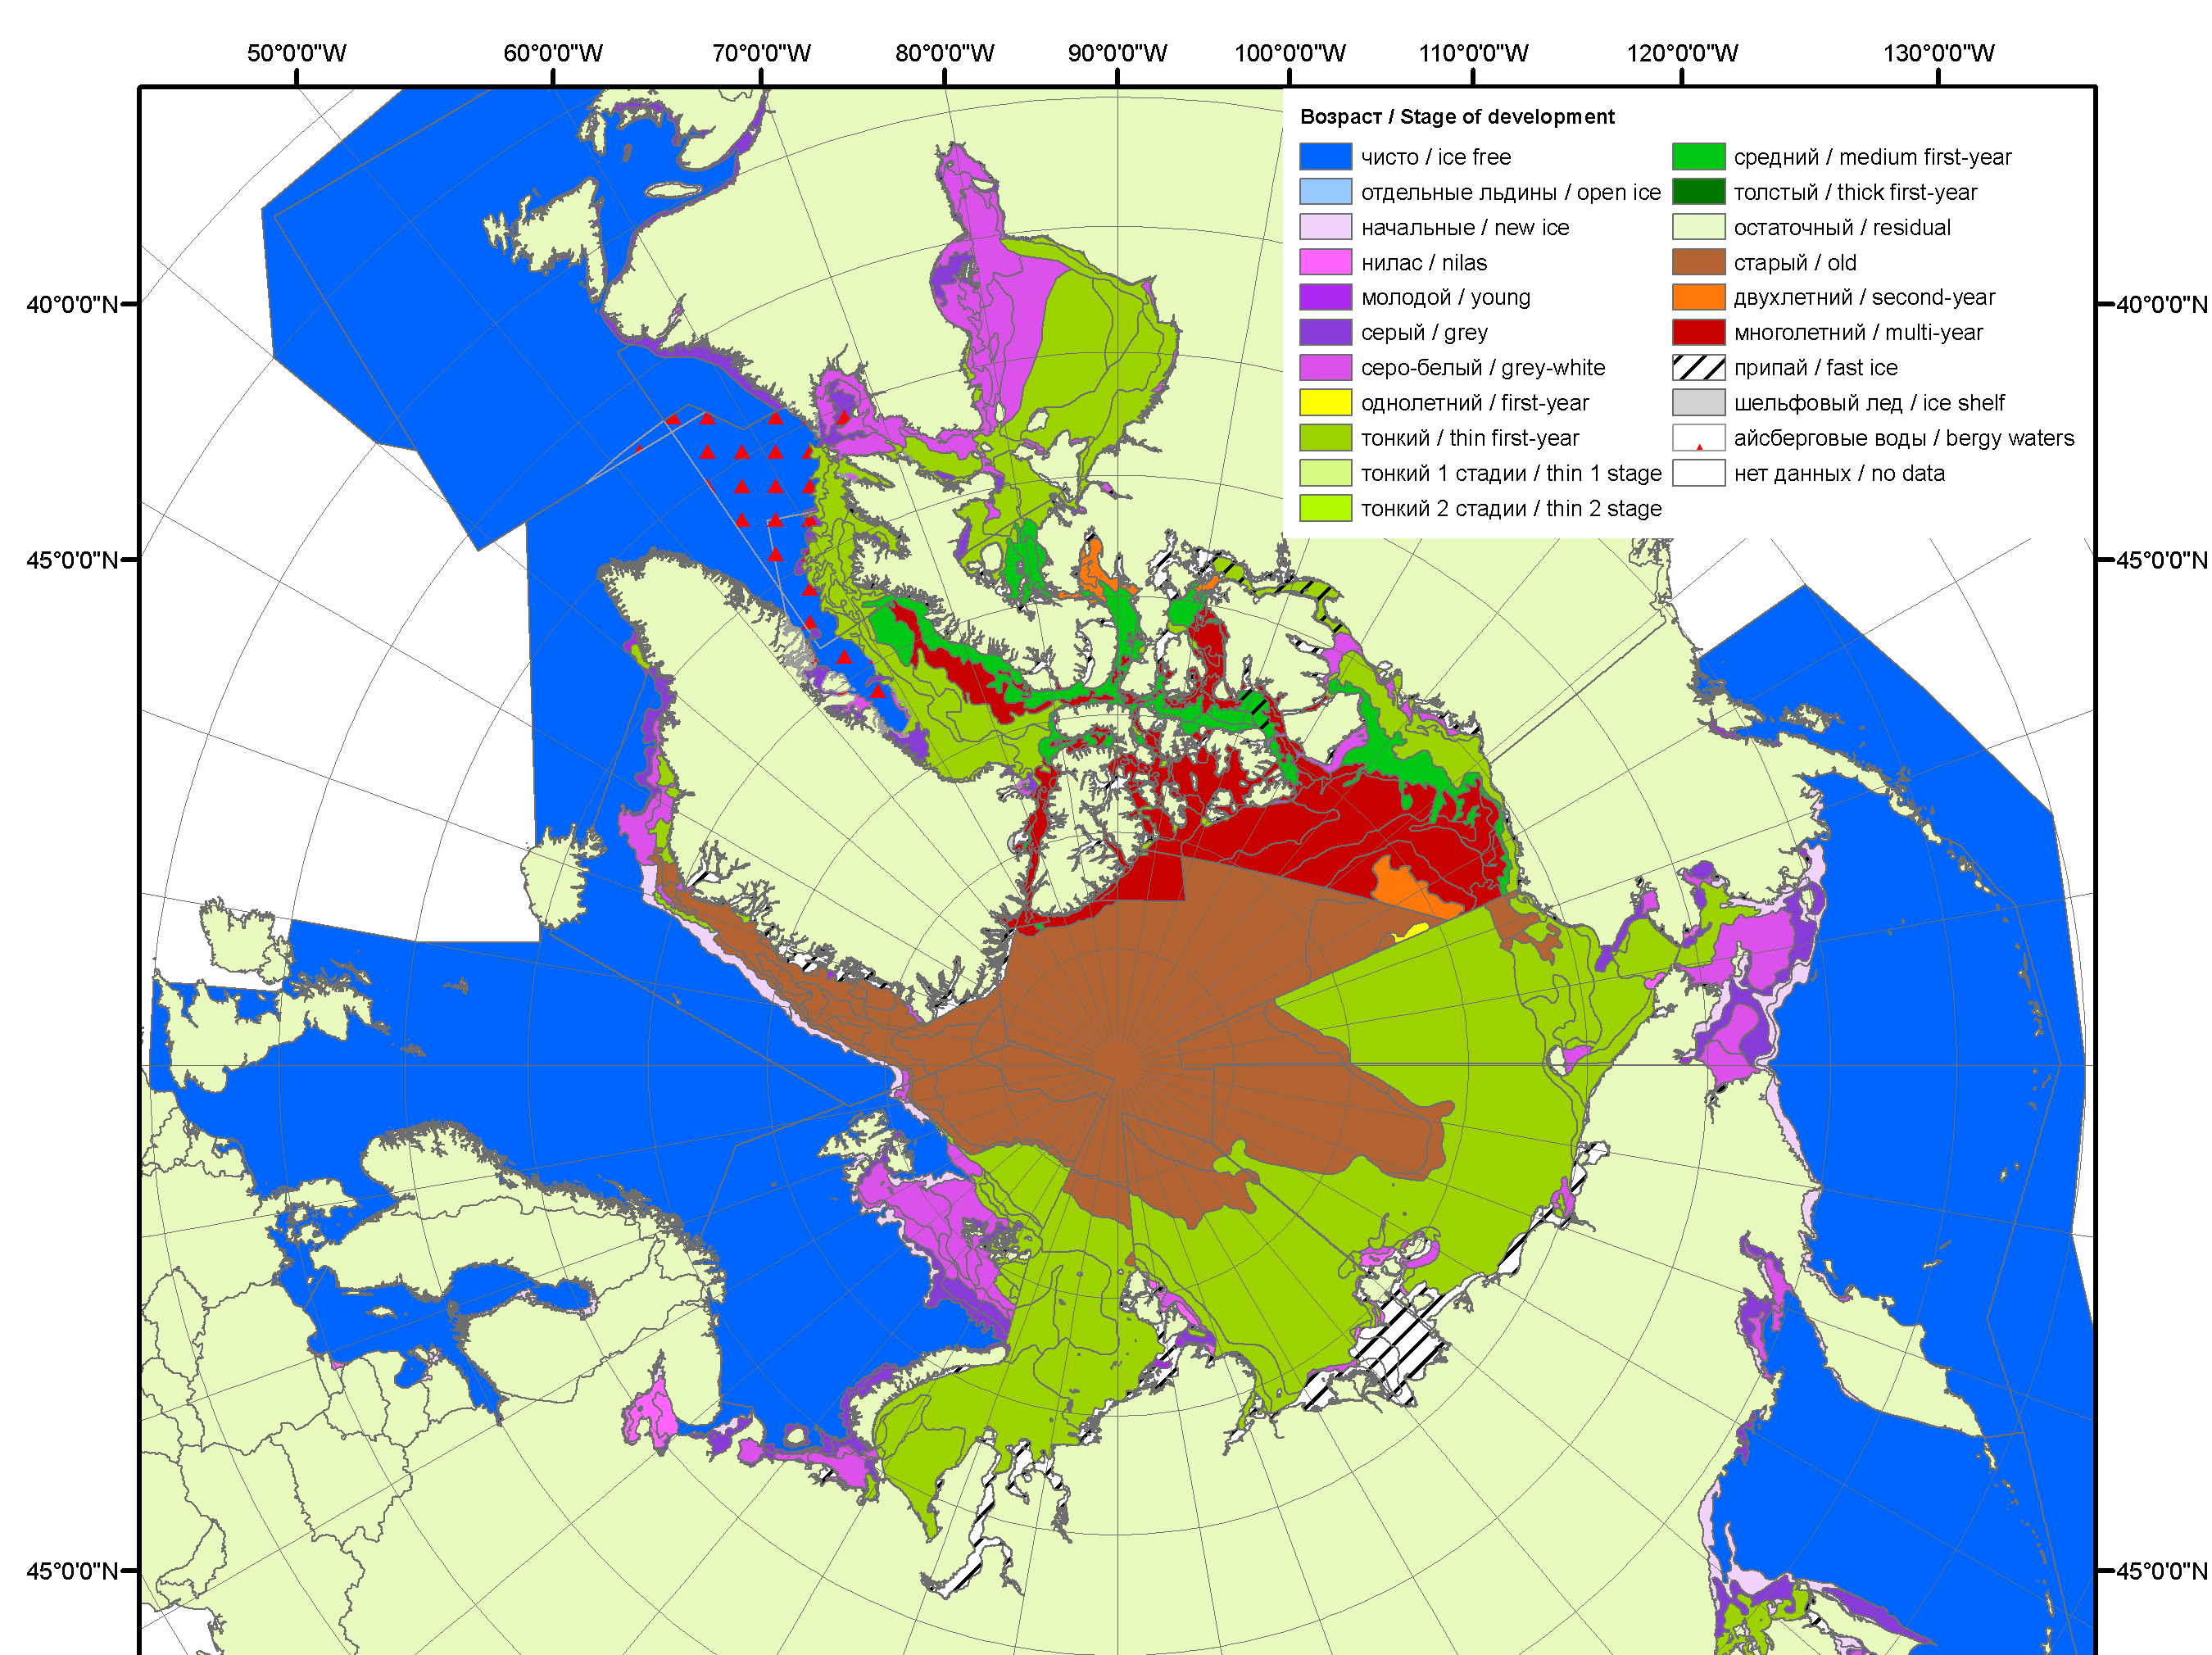 50°0'0"W 60°0'0"W 70°0'0"W 80°0'0"W 90°0'0"W 100°0'0"W 110°0'0"W 120°0'0"W 130°0'0"W
Возраст / Stage of development
чисто / ice free
отдельные льдины / open ice
начальные / new ice
нилас / nilas
молодой / young
серый / grey
серо-белый / grey-white
однолетний / first-year
тонкий / thin first-year
тонкий 1 стадии / thin 1 stage
тонкий 2 стадии / thin 2 stage
средний / medium first-year
толстый / thick first-year
остаточный / residual
старый / old
двухлетний / second-year
многолетний / multi-year
припай / fast ice
шельфовый лед / ice shelf
айсберговые воды / bergy waters
нет данных / no data
40°0'0"N 40°0'0"N
45°0'0"N 45°0'0"N
45°0'0"N 45°0'0"N